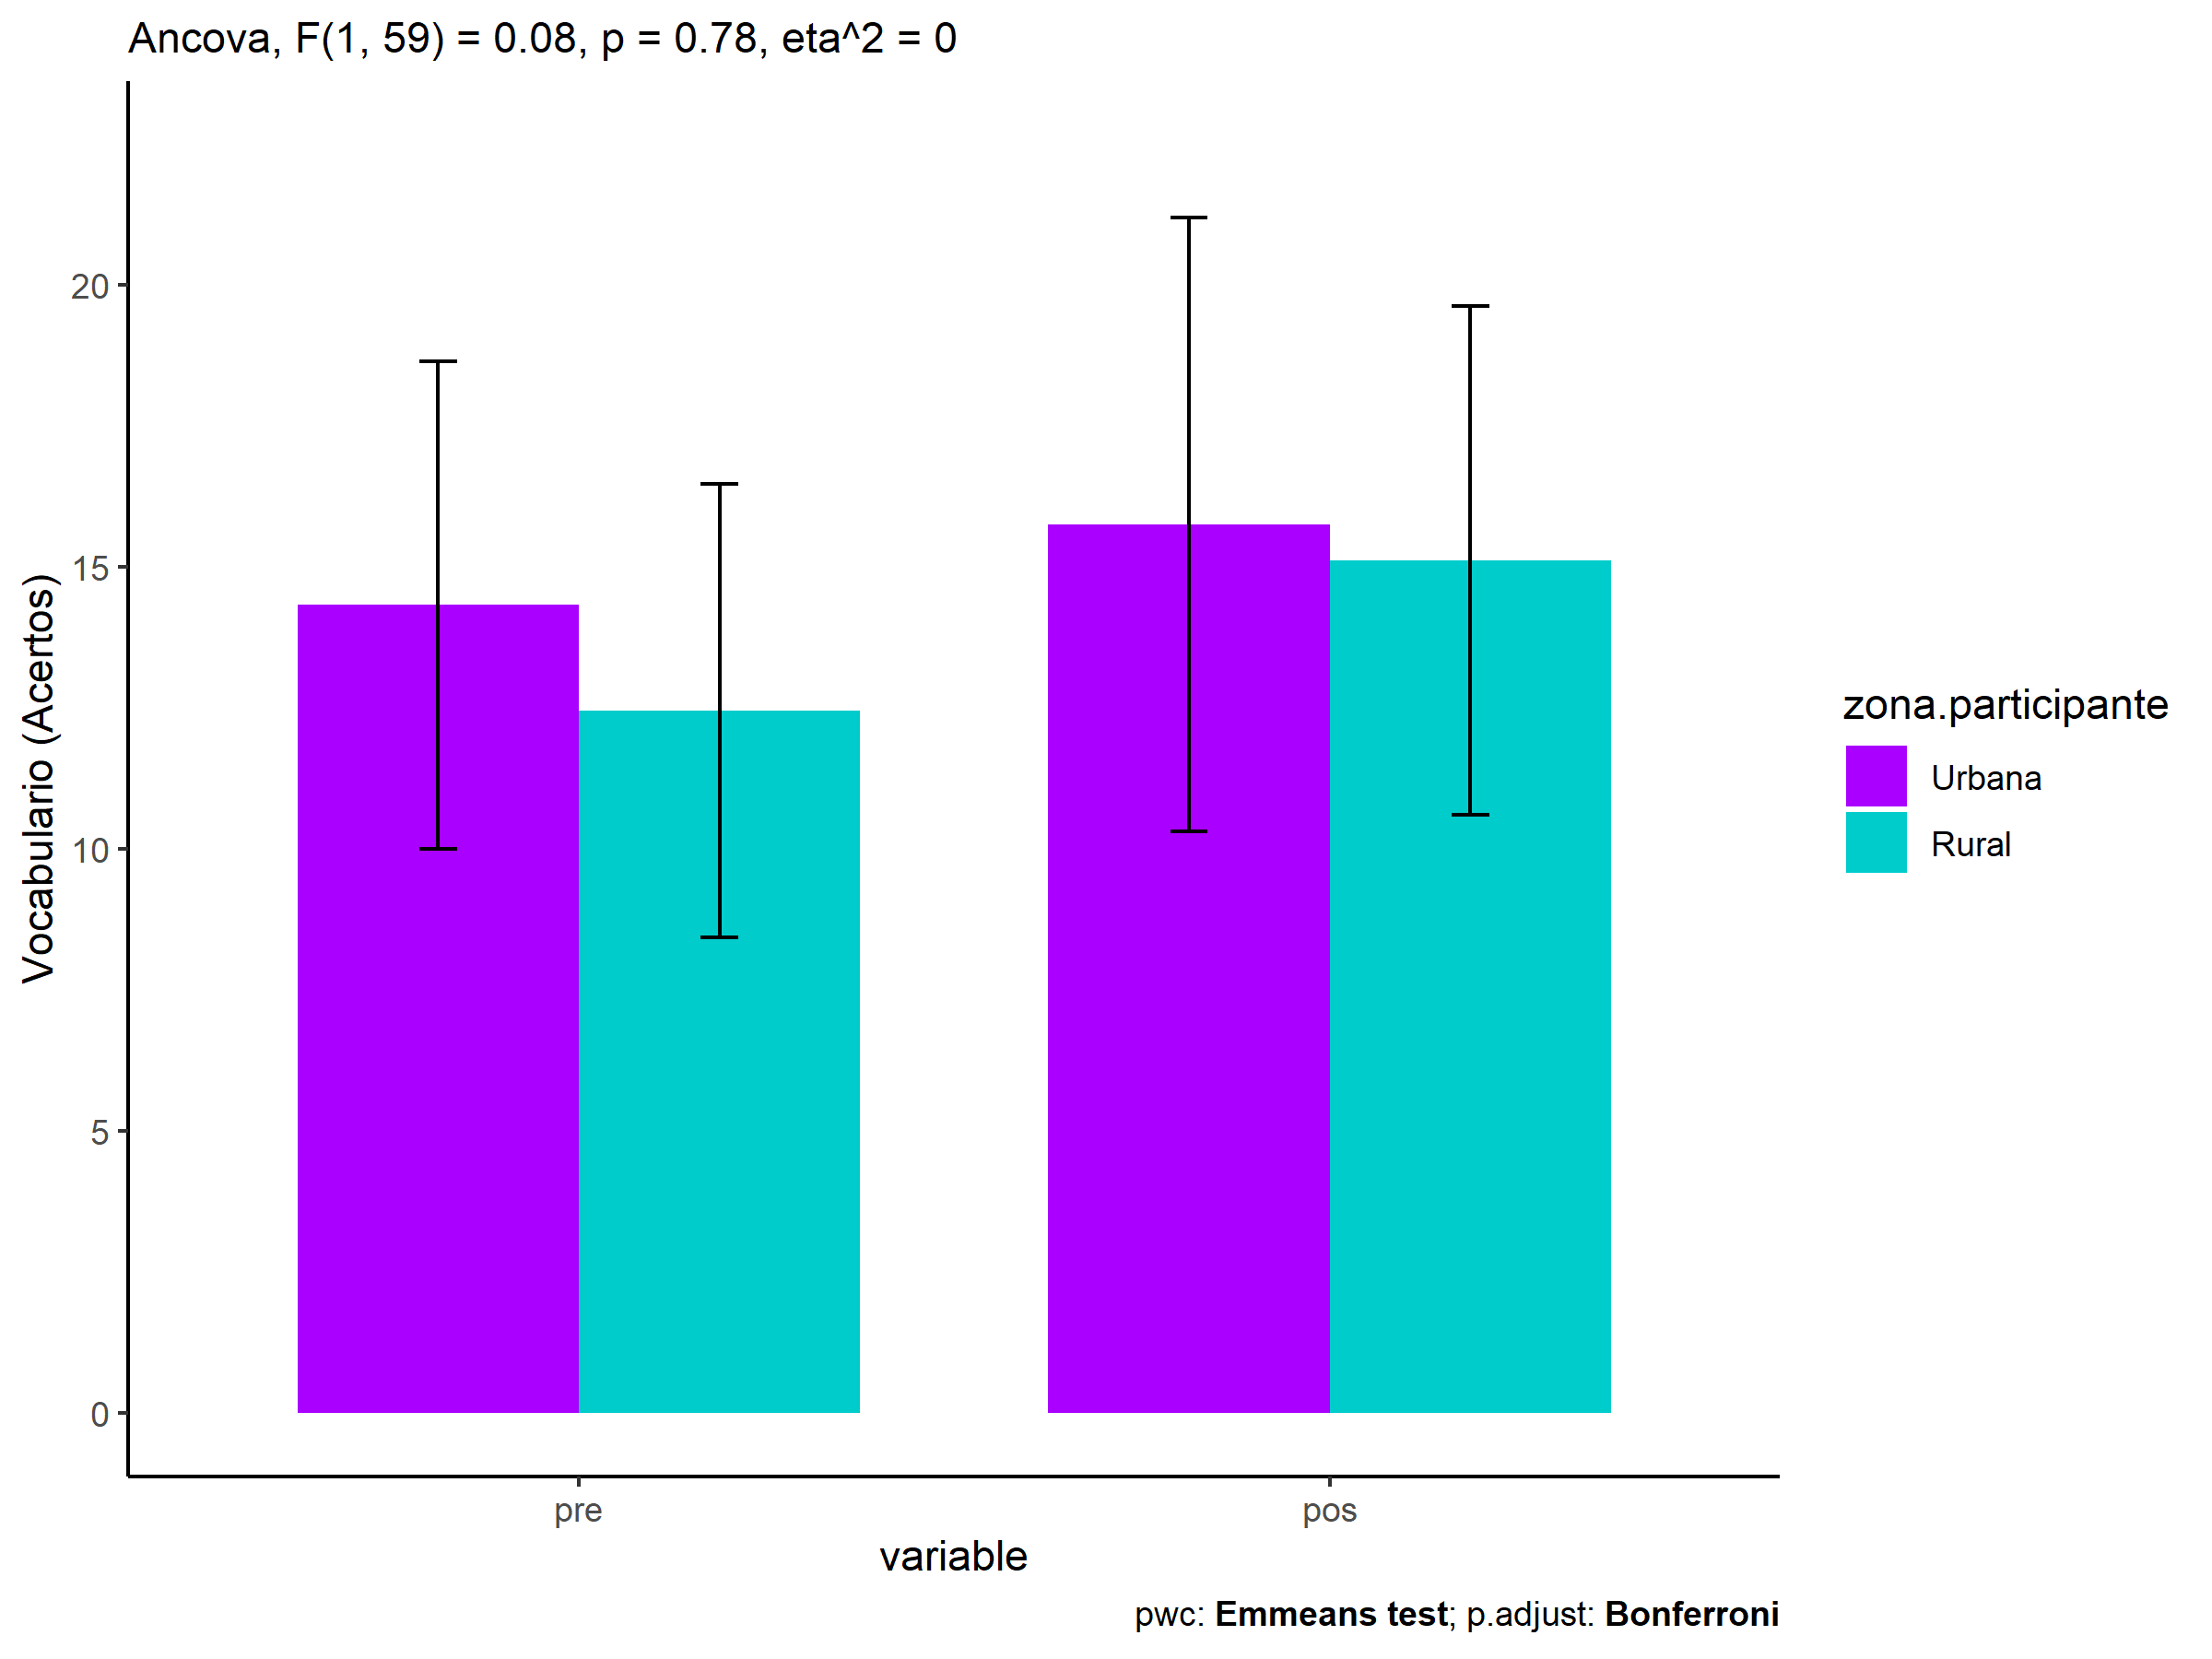 Ancova, F(1, 59) = 0.08, p = 0.78, eta^2 = 0
Vocabulario (Acertos)
20
15
10
5
0
pre
pos
variable
zona.participante
Urbana
Rural
pwc: Emmeans test; p.adjust: Bonferroni